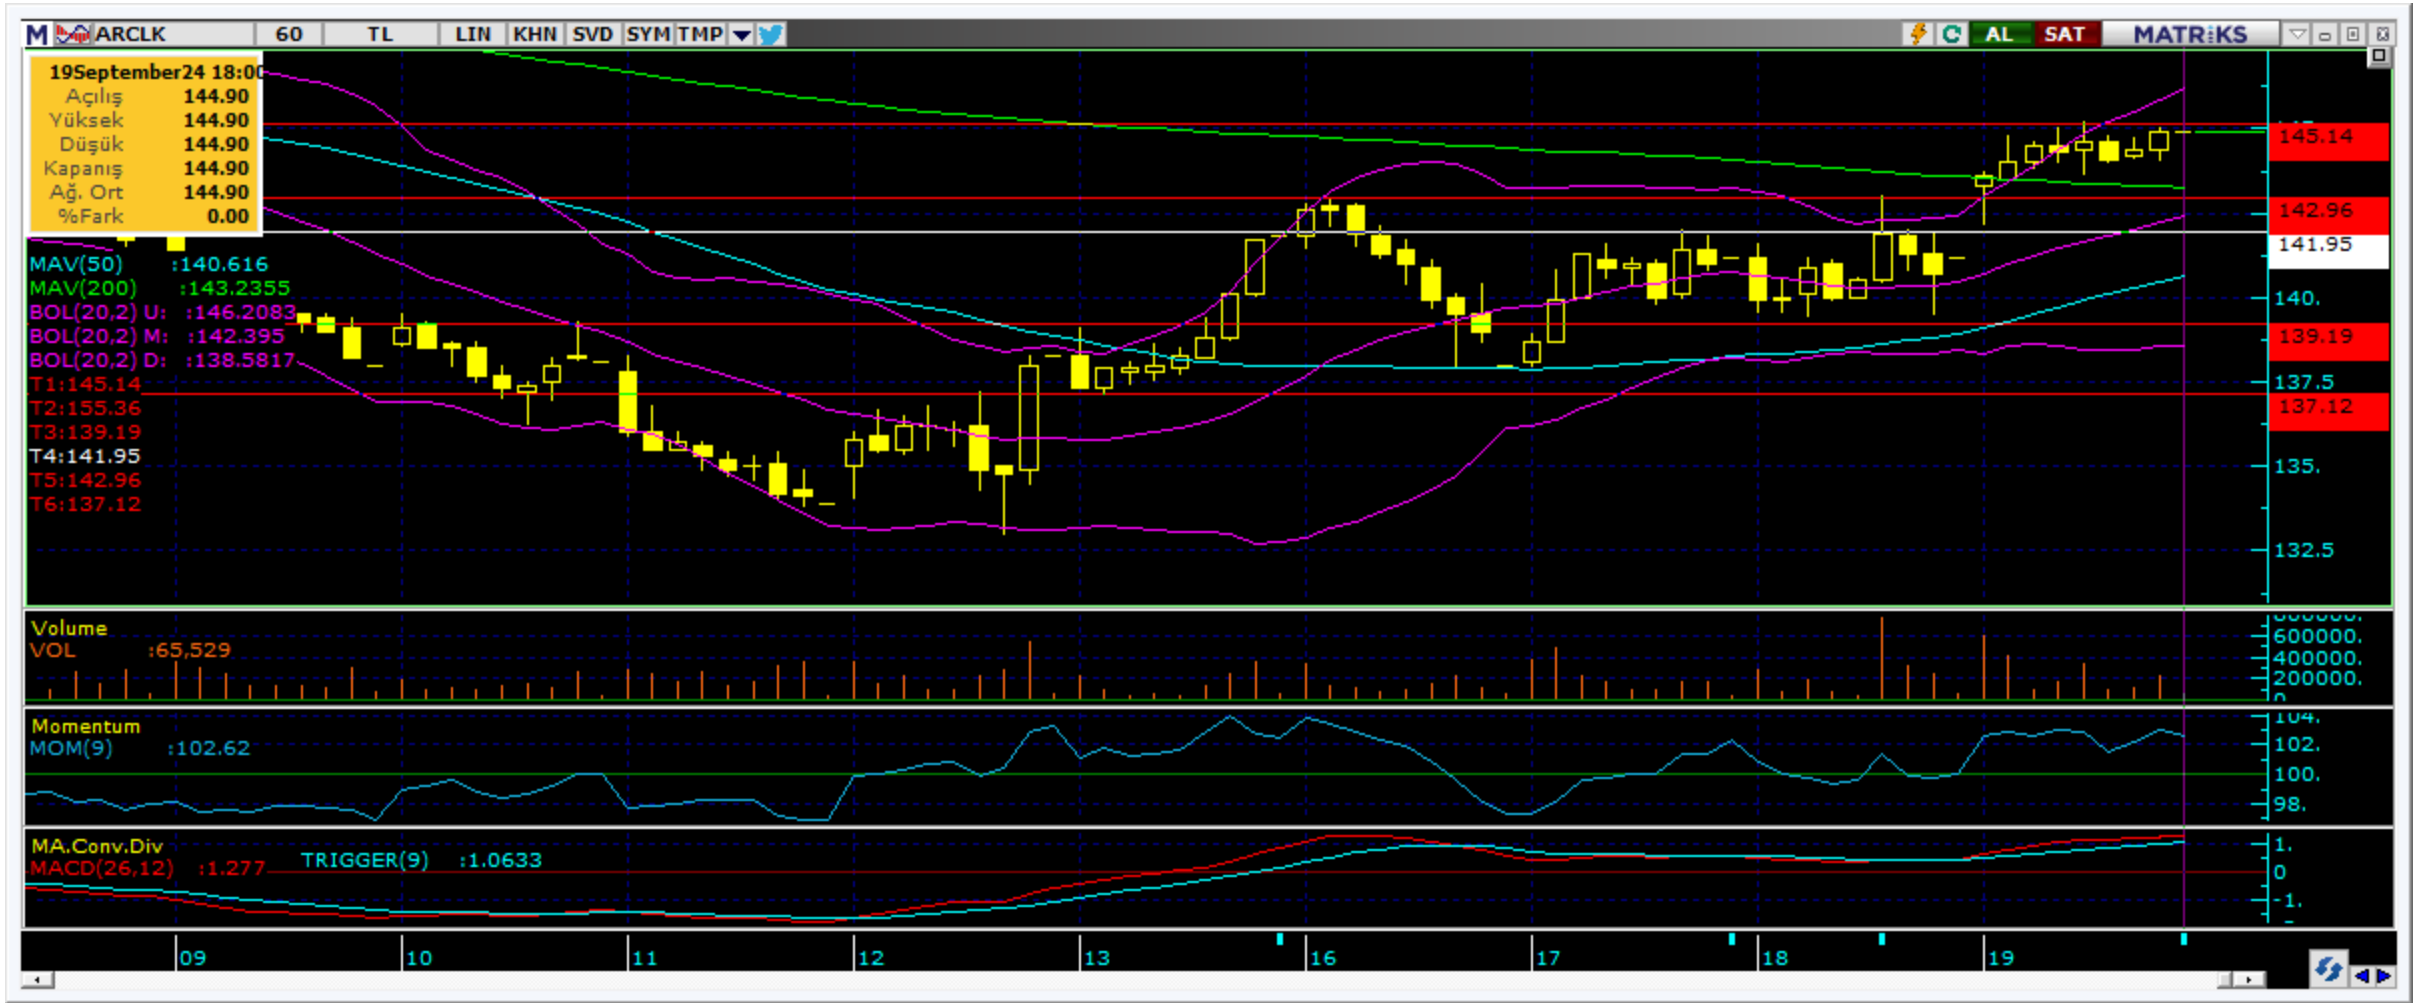 M ARCLK 60 TL LIN KHN SVD SYM TMP AL SAT MATRiKS
19September24 18:00
Açılış 144.90
Yüksek 144.90
Düşük 144.90
Kapanış 144.90
Ağ. Ort 144.90
%Fark 0.00
MAV(50) :140.616
MAV(200) :143.2355
BOL(20,2) U: :146.2083
BOL(20,2) M: :142.395
BOL(20,2) D: :138.5817
T1:145.14
T2:155.36
T3:139.19
T4:141.95
T5:142.96
T6:137.12
145.14
142.96
141.95
140.
139.19
137.5
137.12
135.
132.5
Volume
VOL :65,529
600000.
400000.
200000.
0
Momentum
MOM(9) :102.62
104.
102.
100.
98.
MA.Conv.Div
MACD(26,12) :1.277 TRIGGER(9) :1.0633
1.
0
-1.
09 10 11 12 13 16 17 18 19